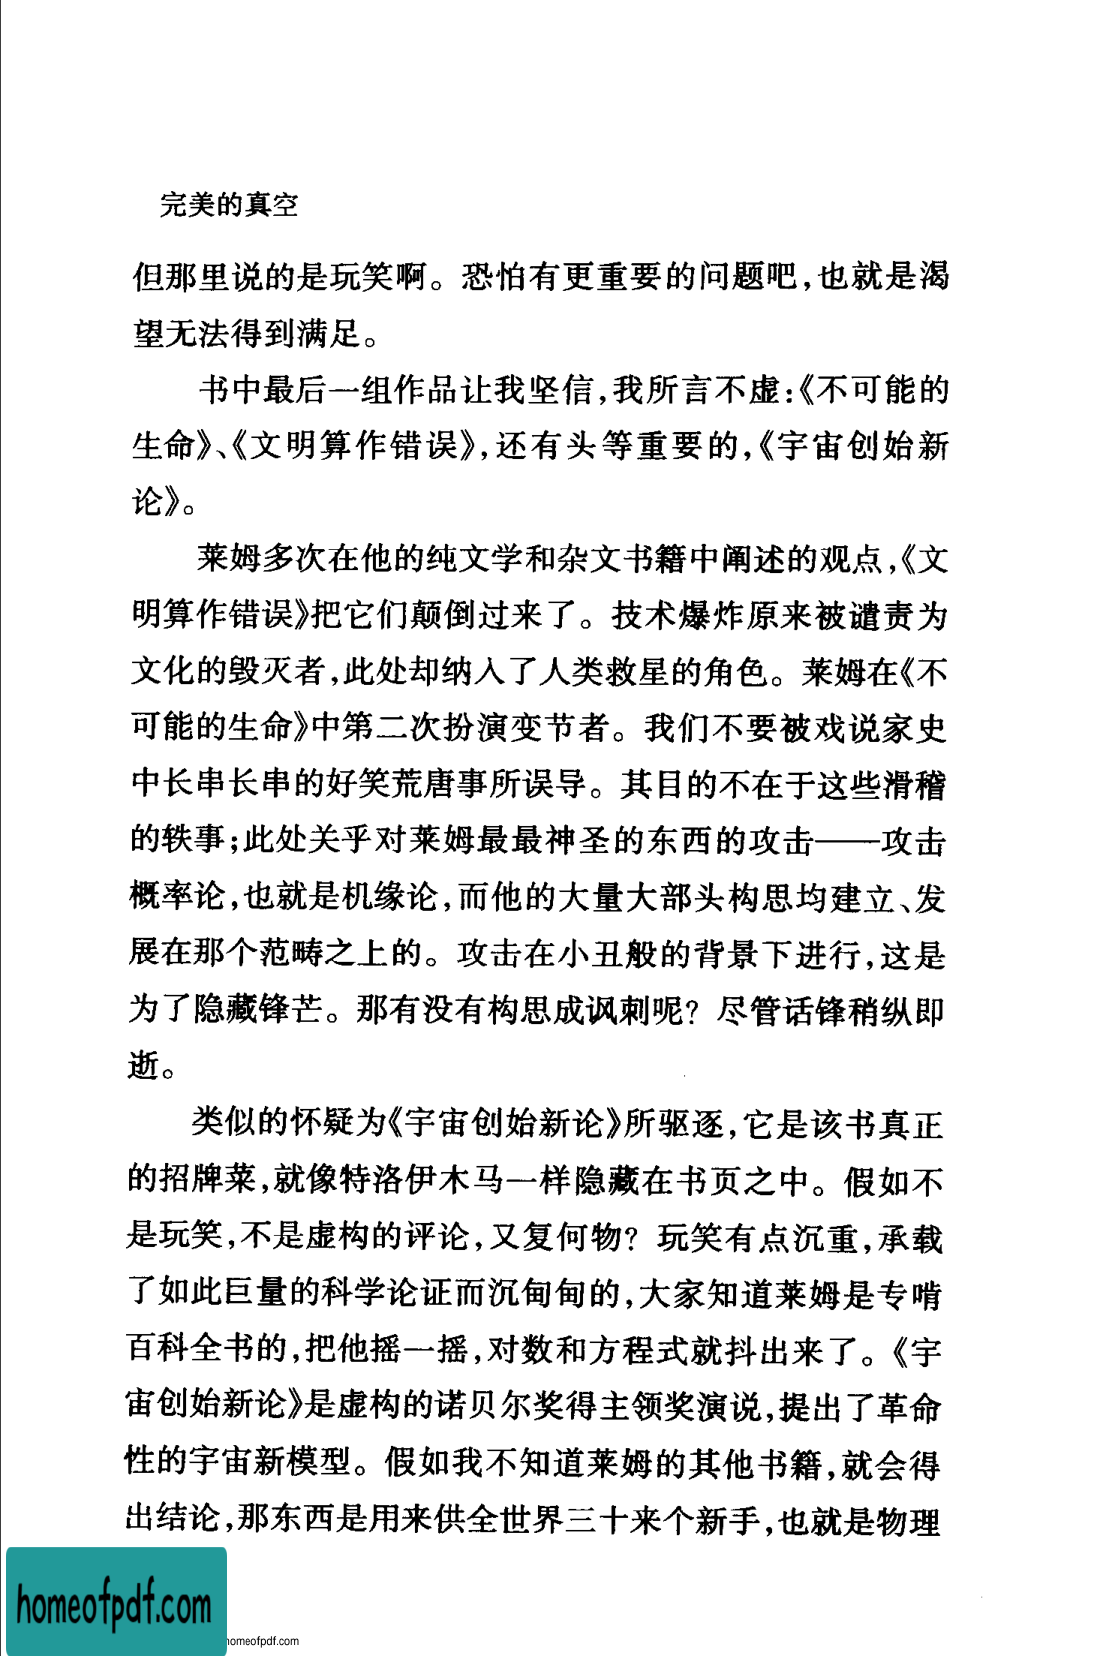 完美的真空
但那里说的是玩笑啊。恐怕有更重要的问题吧,也就是渴
望无法得到满足。
书中最后一组作品让我坚信,我所言不虚:《不可能的
生命》、《文明算作错误》,还有头等重要的,《宇宙创始新
论》。
莱姆多次在他的纯文学和杂文书籍中阐述的观点,《文
明算作错误》把它们颠倒过来了。技术爆炸原来被谴责为
文化的毁灭者,此处却纳入了人类救星的角色。莱姆在《不
可能的生命》中第二次扮演变节者。我们不要被戏说家史
中长串长串的好笑荒唐事所误导。其目的不在于这些滑稽
的轶事;此处关乎对莱姆最最神圣的东西的攻击——攻击
概率论,也就是机缘论,而他的大量大部头构思均建立、发
展在那个范畴之上的。攻击在小丑般的背景下进行,这是
为了隐藏锋芒。那有没有构思成讽刺呢?尽管话锋稍纵即
逝。
类似的怀疑为《宇宙创始新论》所驱逐,它是该书真正
的招牌菜,就像特洛伊木马一样隐藏在书页之中。假如不
是玩笑,不是虚构的评论,又复何物?玩笑有点沉重,承载
了如此巨量的科学论证而沉甸甸的,大家知道莱姆是专啃
百科全书的,把他摇一摇,对数和方程式就抖出来了。《宇
宙创始新论》是虚构的诺贝尔奖得主领奖演说,提出了革命
性的宇宙新模型。假如我不知道莱姆的其他书籍,就会得
出结论,那东西是用来供全世界三十来个新手,也就是物理
homeofpdf.com
homeofpdf.com